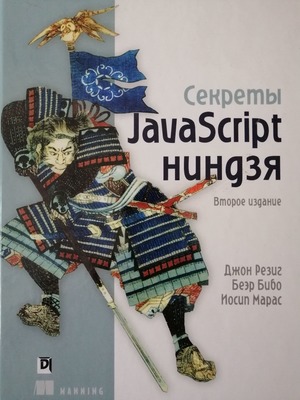 Секреты
JavaScript
ниндзя
Второе издание
Джон Резиг
Беэр Бибо
Иосип Марас
Д
MANNING